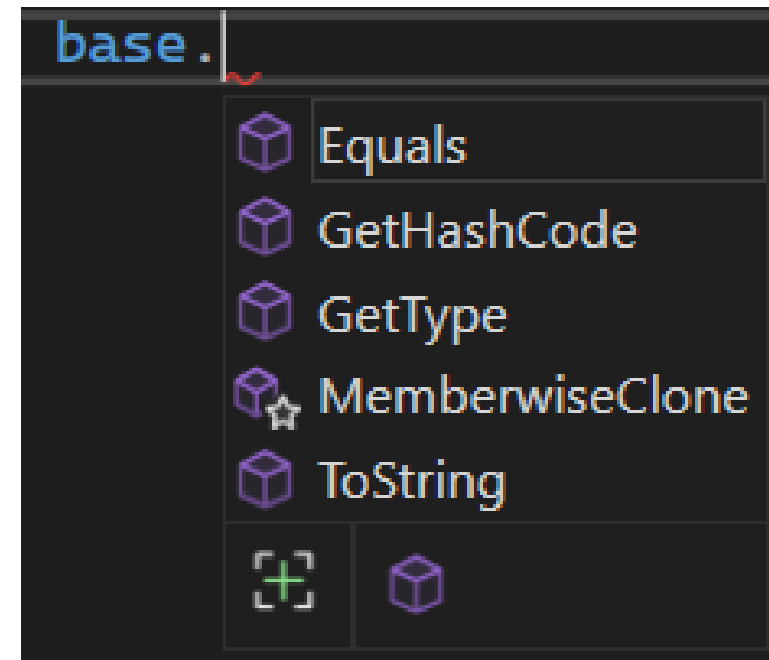 base.
Equals
GetHashCode
GetType
MemberwiseClone
ToString